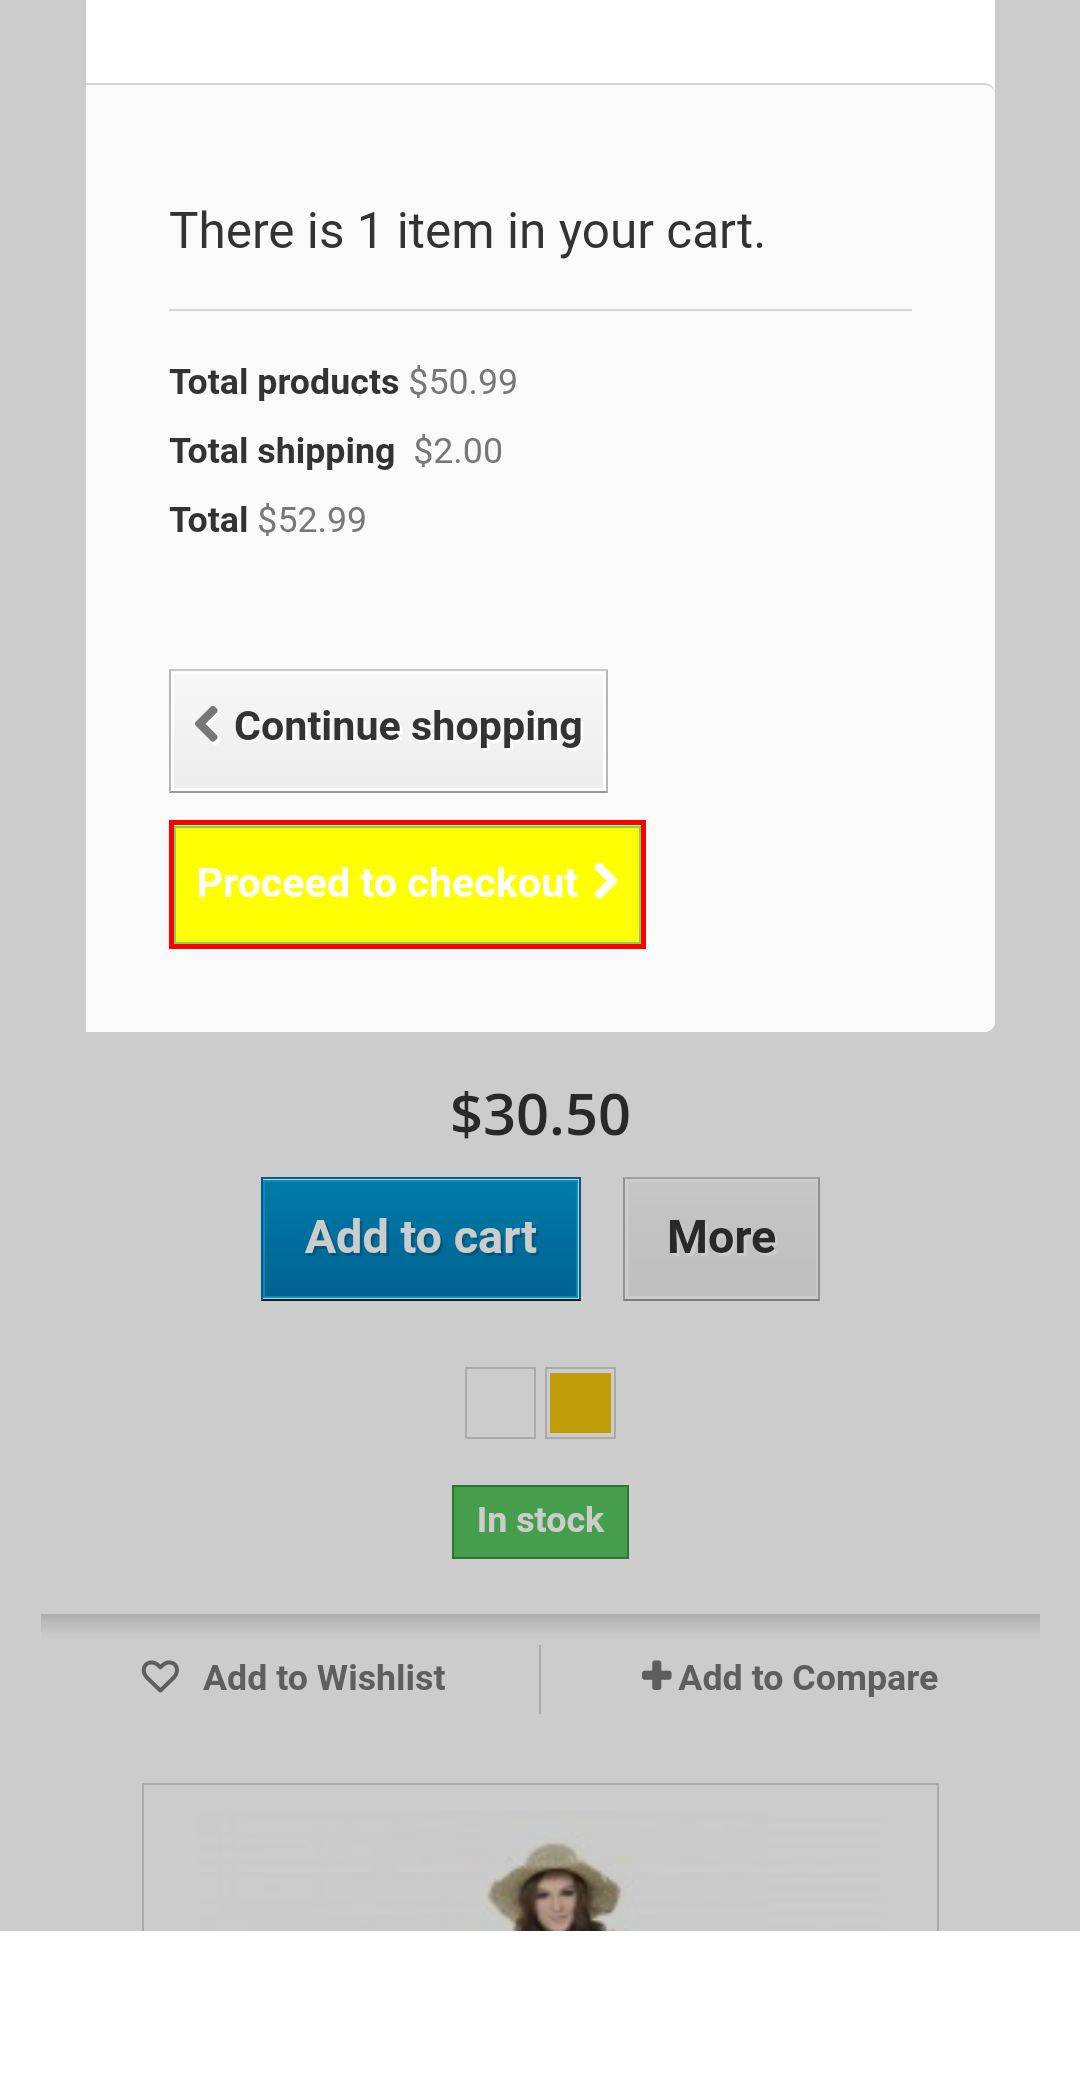 There is 1 item in your cart.
Total products $50.99
Total shipping $2.00
Total $52.99
Continue shopping
Proceed to checkout
$30.50
Add to cart More
In stock
Add to Wishlist Add to Compare